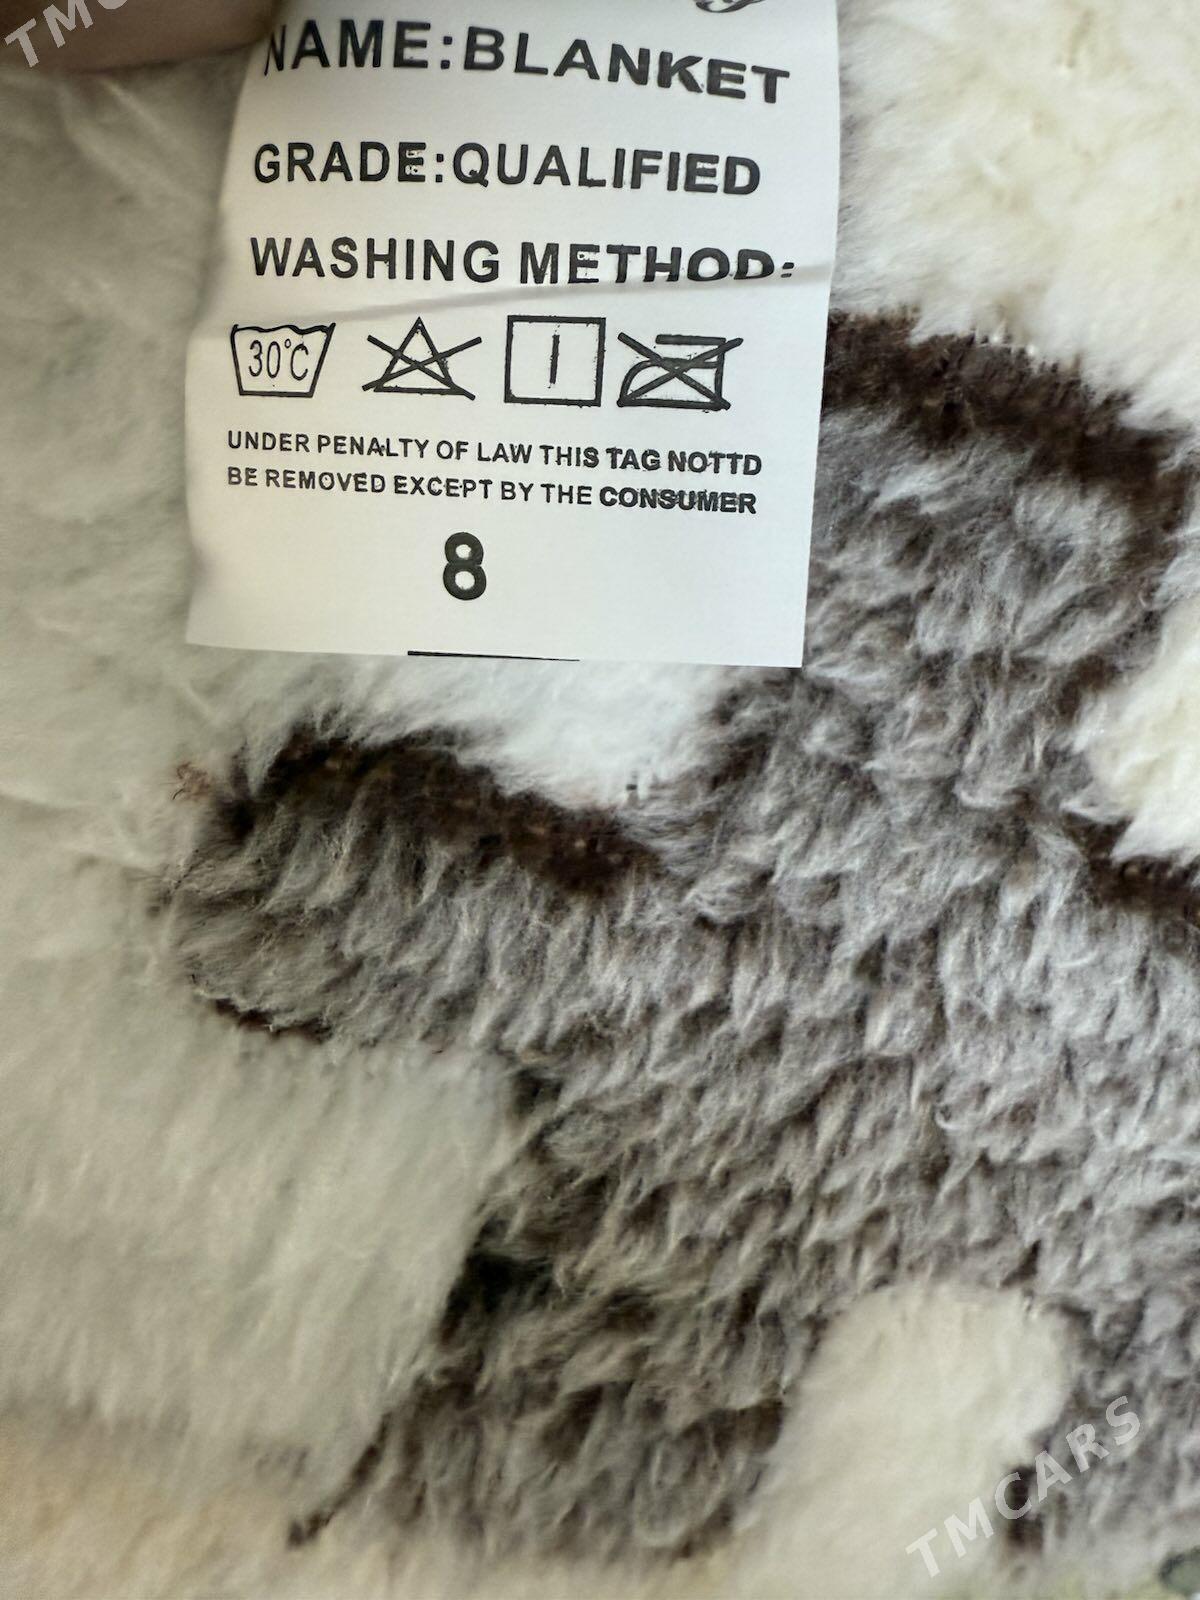 TMC
NAME:BLANKET
GRADE:QUALIFIED
WASHING METHOD:
30°C
UNDER PENALTY OF LAW THIS TAG NOTTD
BE REMOVED EXCEPT BY THE CONSUMER
8
TMCARS